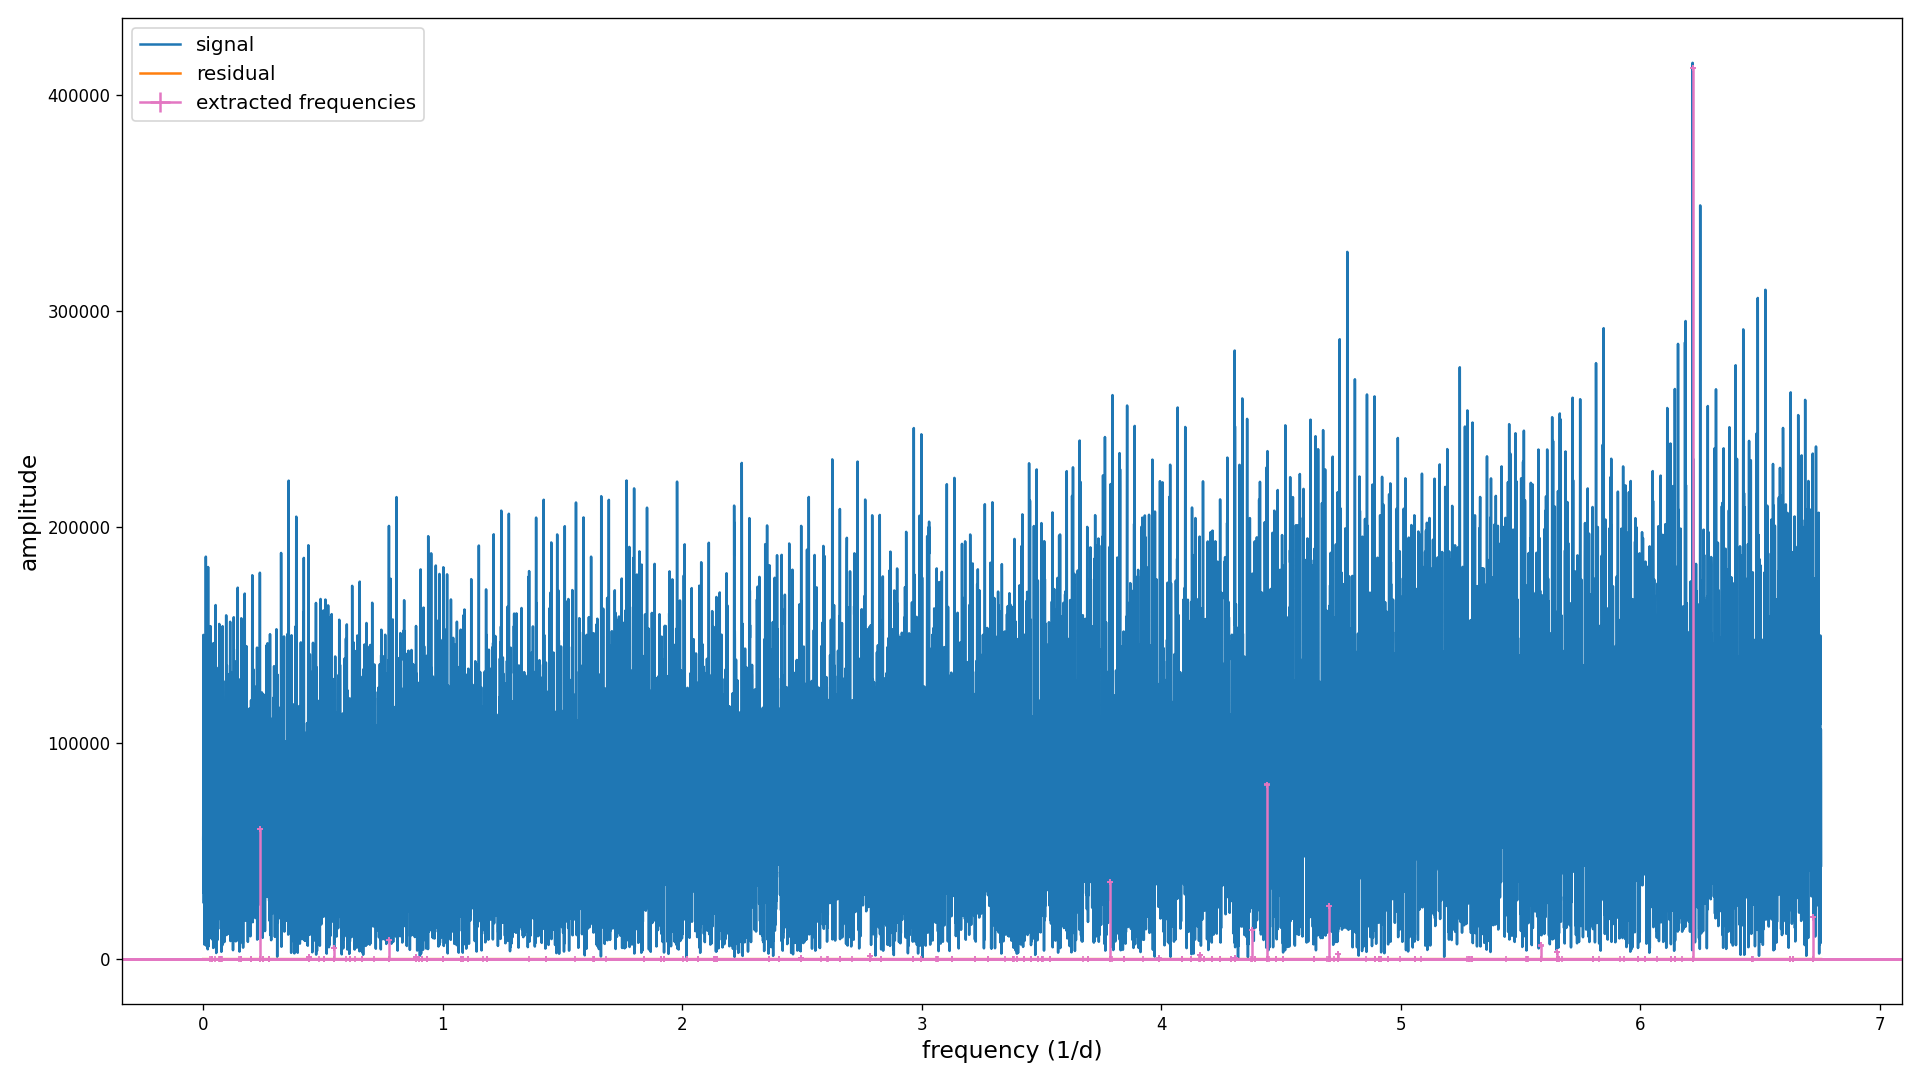 signal
residual
extracted frequencies
400000
300000
200000
100000
0
amplitude
0 1 2 3 4 5 6 7
frequency (1/d)